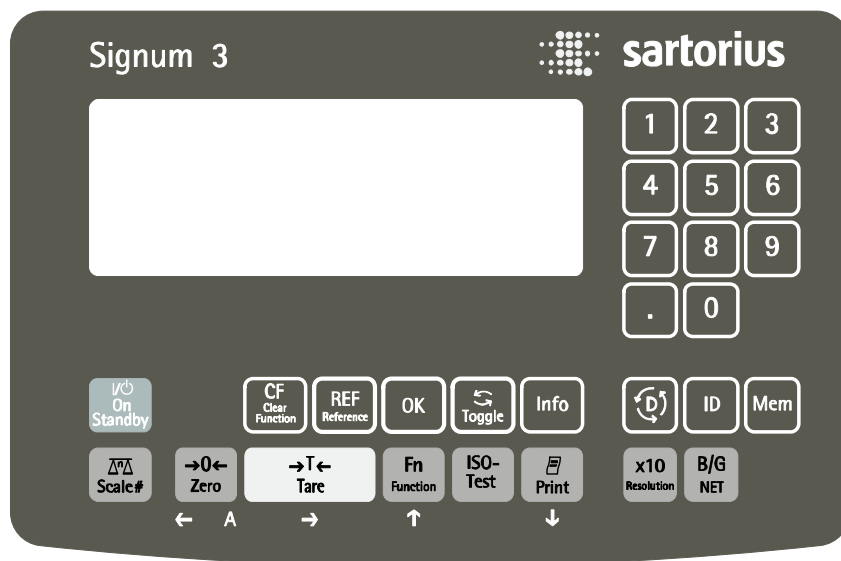 Signum 3
sartorius
1 2 3
4 5 6
7 8 9
. 0
I/⏻
On
Standby
CF
Clear
Function
REF
Reference
OK
Toggle
Info
D
ID
Mem
Scale#
→0←
Zero
→T←
Tare
Fn
Function
ISO-
Test
Print
x10
Resolution
B/G
NET
← A → ↑ ↓